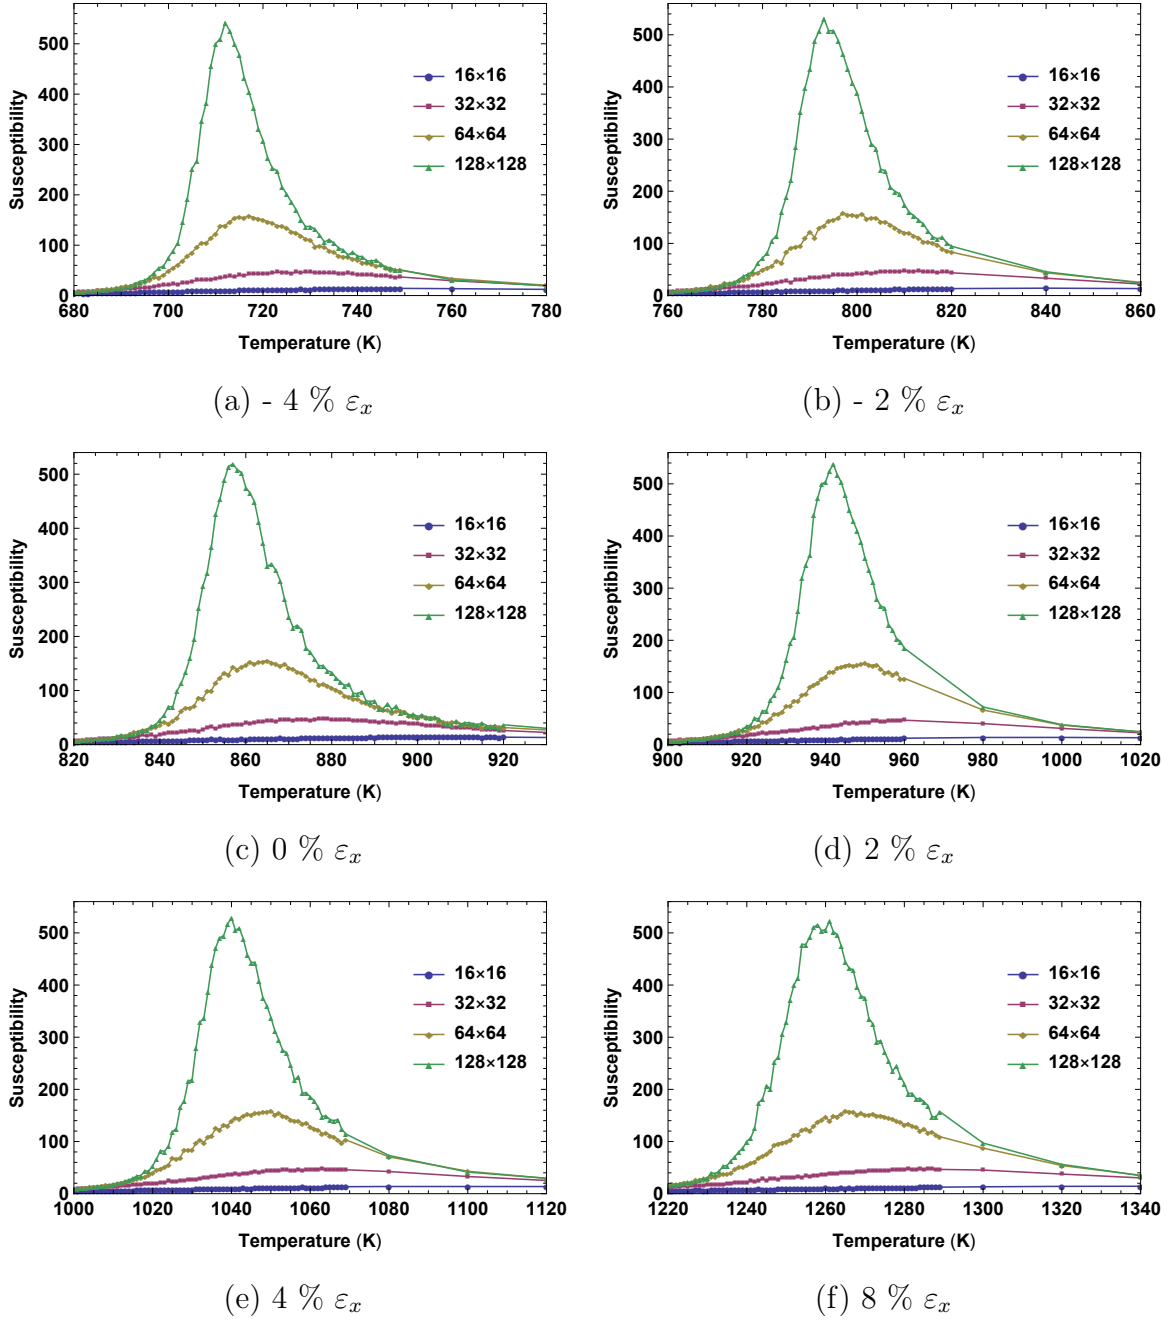 500
400
300
200
100
0
Susceptibility
680 700 720 740 760 780
Temperature (K)
16×16
32×32
64×64
128×128
(a) - 4 % εx
500
400
300
200
100
0
Susceptibility
760 780 800 820 840 860
Temperature (K)
16×16
32×32
64×64
128×128
(b) - 2 % εx
500
400
300
200
100
0
Susceptibility
820 840 860 880 900 920
Temperature (K)
16×16
32×32
64×64
128×128
(c) 0 % εx
500
400
300
200
100
0
Susceptibility
900 920 940 960 980 1000 1020
Temperature (K)
16×16
32×32
64×64
128×128
(d) 2 % εx
500
400
300
200
100
0
Susceptibility
1000 1020 1040 1060 1080 1100 1120
Temperature (K)
16×16
32×32
64×64
128×128
(e) 4 % εx
500
400
300
200
100
0
Susceptibility
1220 1240 1260 1280 1300 1320 1340
Temperature (K)
16×16
32×32
64×64
128×128
(f) 8 % εx